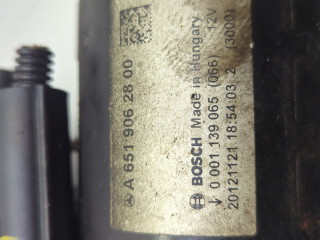 A 651 906 28 00
BOSCH Made in Hungary
0 001 139 065 (066) 12V
20121121 18:54:03 2 (3000)